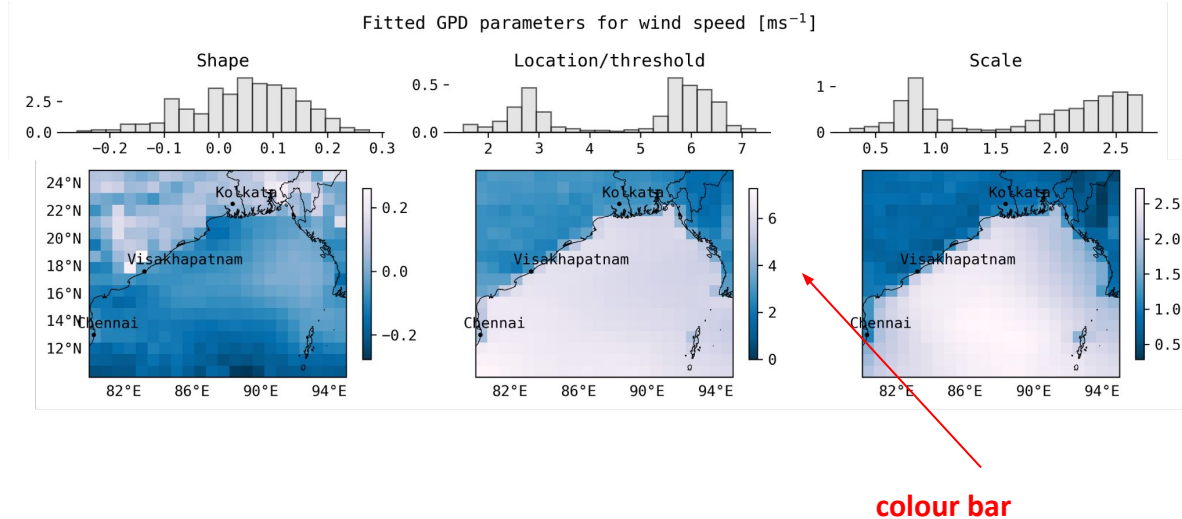 Fitted GPD parameters for wind speed [ms⁻¹]
Shape
2.5
0.0
−0.2 −0.1 0.0 0.1 0.2 0.3
Location/threshold
0.5
0.0
2 3 4 5 6 7
Scale
1
0
0.5 1.0 1.5 2.0 2.5
24°N
22°N
20°N
18°N
16°N
14°N
12°N
Kolkata
Visakhapatnam
Chennai
82°E 86°E 90°E 94°E
0.2
0.0
−0.2
Kolkata
Visakhapatnam
Chennai
82°E 86°E 90°E 94°E
6
4
2
0
Kolkata
Visakhapatnam
Chennai
82°E 86°E 90°E 94°E
2.5
2.0
1.5
1.0
0.5
colour bar